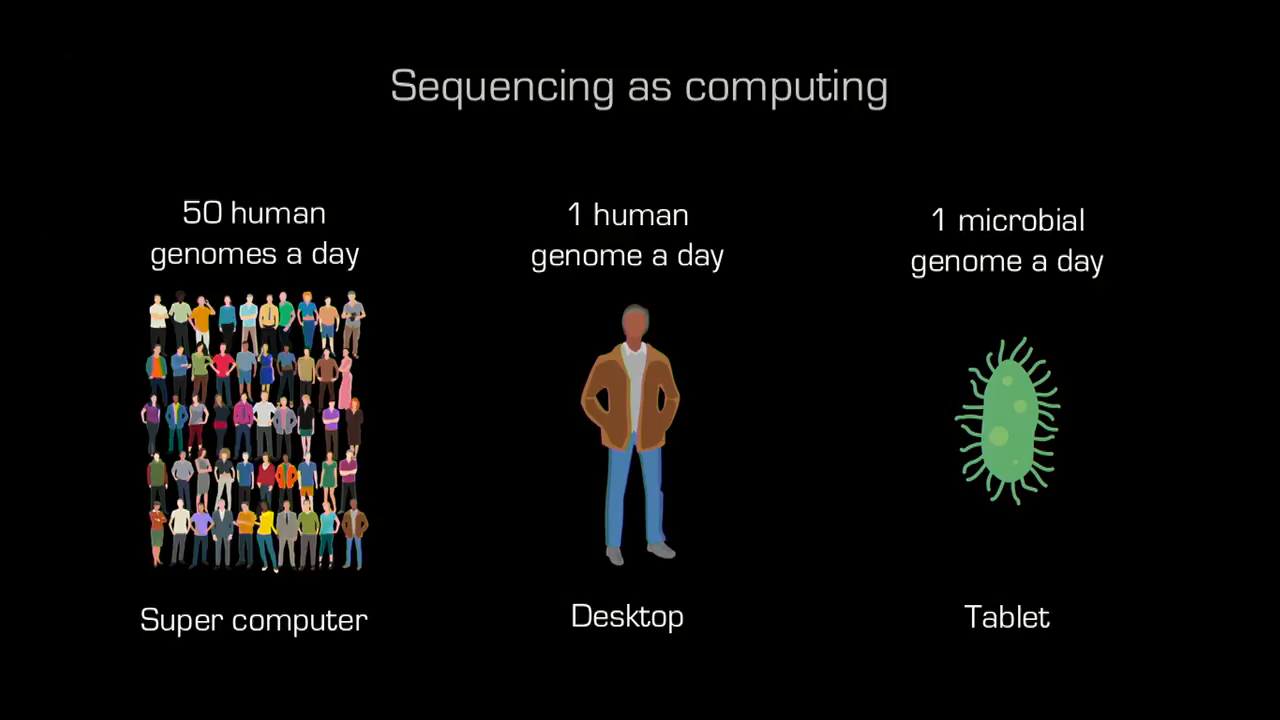 Sequencing as computing
50 human
genomes a day
1 human
genome a day
1 microbial
genome a day
Super computer
Desktop
Tablet